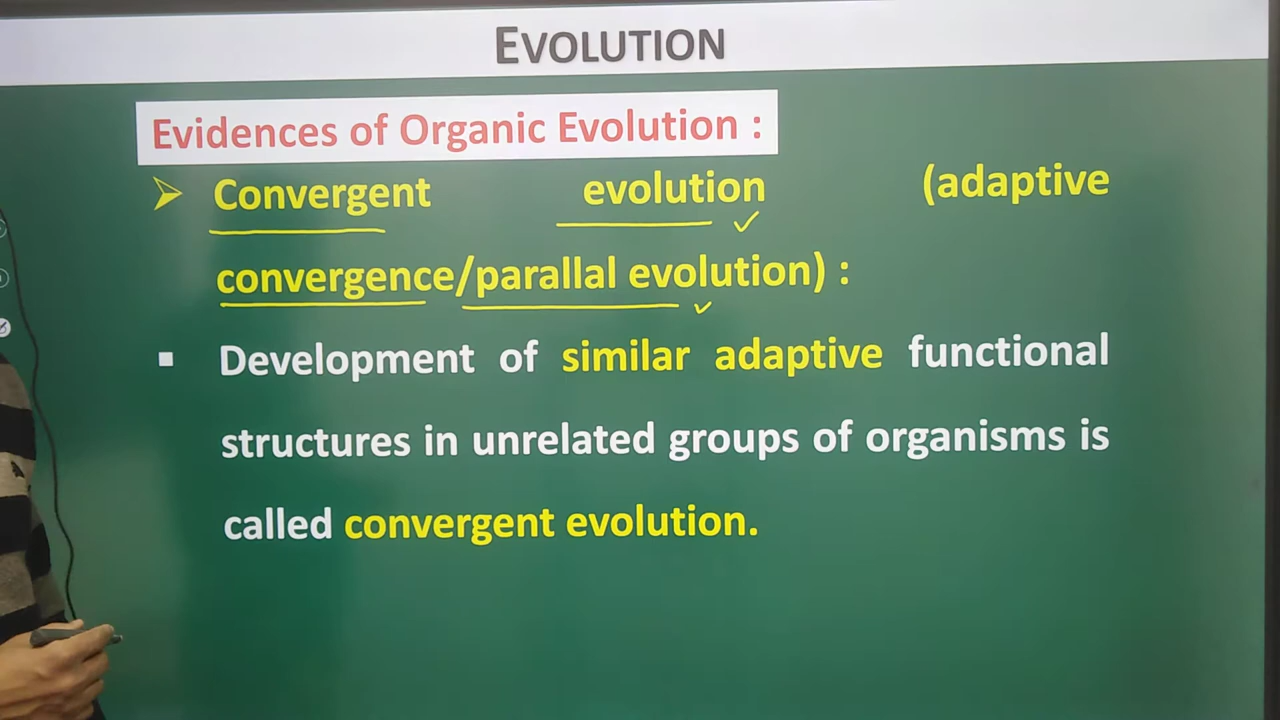 EVOLUTION
Evidences of Organic Evolution :
➤ Convergent evolution (adaptive
convergence/parallal evolution) :
▪ Development of similar adaptive functional
structures in unrelated groups of organisms is
called convergent evolution.